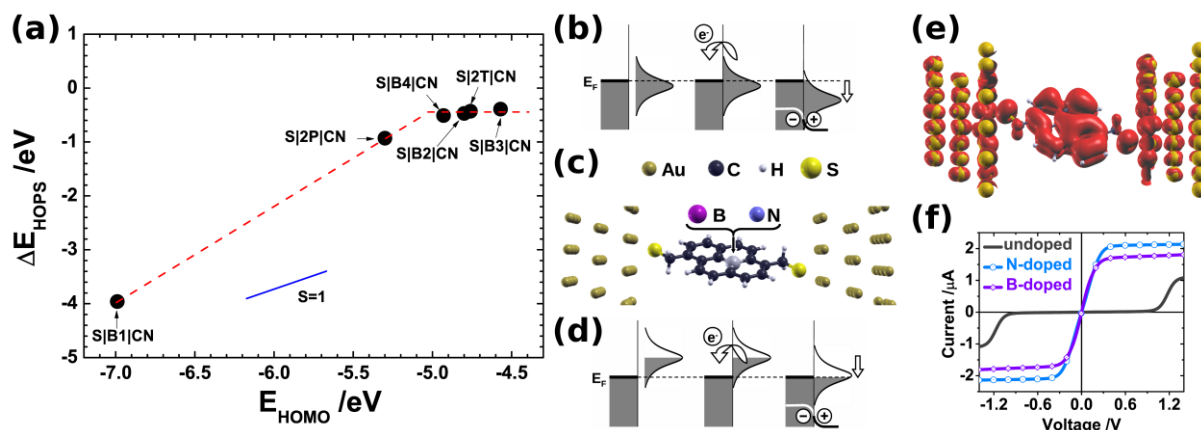 (a)
1
0
-1
-2
-3
-4
-5
ΔE_HOPS /eV
S|B4|CN
S|2T|CN
S|2P|CN
S|B2|CN
S|B3|CN
S=1
S|B1|CN
-7.0
-6.5
-6.0
-5.5
-5.0
-4.5
E_HOMO /eV
(b)
e-
E_F
− +
(c)
Au C H S
B N
(d)
e-
E_F
− +
(e)
(f)
undoped
N-doped
B-doped
2
1
0
-1
-2
Current /μA
-1.2 -0.6 0.0 0.6 1.2
Voltage /V